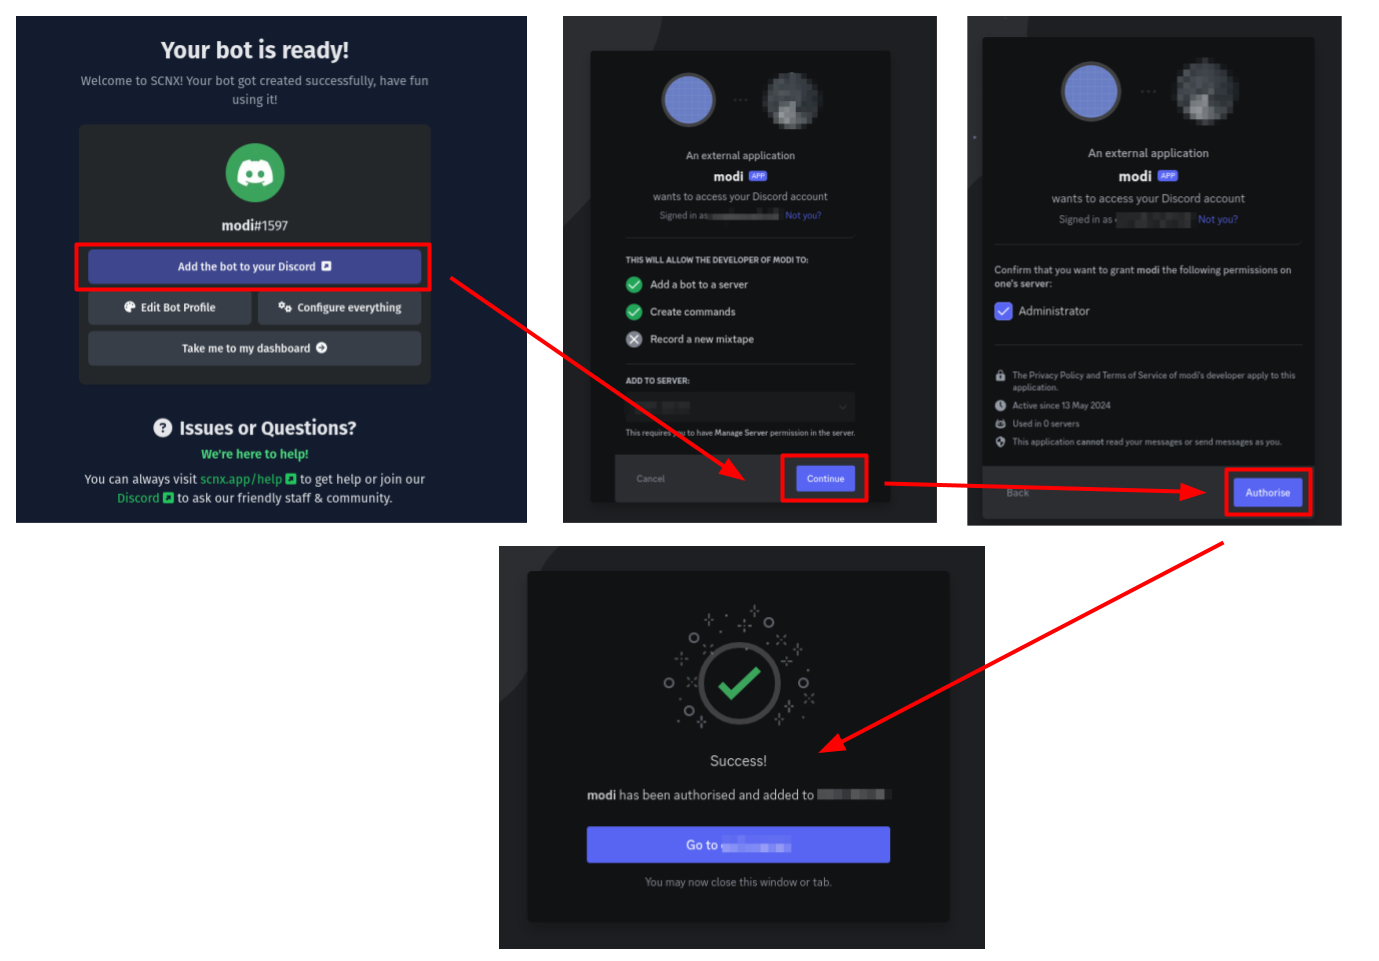 Your bot is ready!
Welcome to SCNX! Your bot got created successfully, have fun
using it!
modi#1597
Add the bot to your Discord
Edit Bot Profile
Configure everything
Take me to my dashboard
Issues or Questions?
We're here to help!
You can always visit scnx.app/help to get help or join our
Discord to ask our friendly staff & community.
An external application
modi APP
wants to access your Discord account
Signed in as Not you?
THIS WILL ALLOW THE DEVELOPER OF MODI TO:
Add a bot to a server
Create commands
Record a new mixtape
ADD TO SERVER:
This requires you to have Manage Server permission in the server.
Cancel
Continue
An external application
modi APP
wants to access your Discord account
Signed in as Not you?
Confirm that you want to grant modi the following permissions on
one's server:
Administrator
The Privacy Policy and Terms of Service of modi's developer apply to this
application.
Active since 13 May 2024
Used in 0 servers
This application cannot read your messages or send messages as you.
Back
Authorise
Success!
modi has been authorised and added to
Go to
You may now close this window or tab.